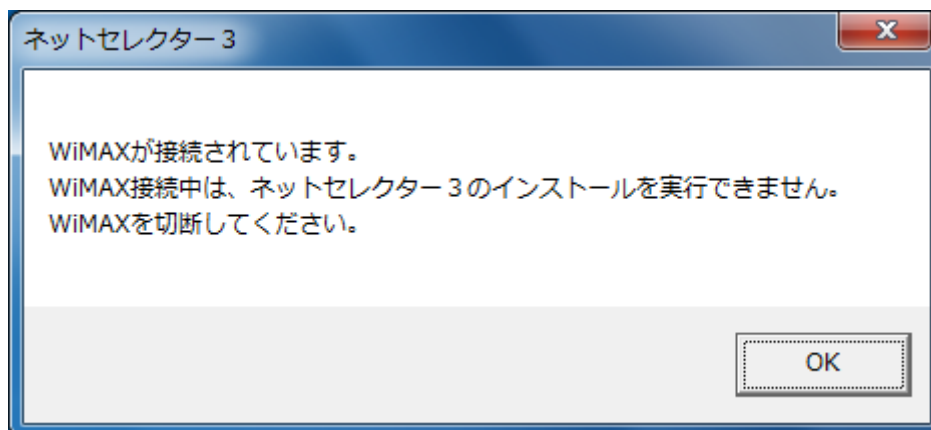 ネットセレクター３
WiMAXが接続されています。
WiMAX接続中は、ネットセレクター３のインストールを実行できません。
WiMAXを切断してください。
OK